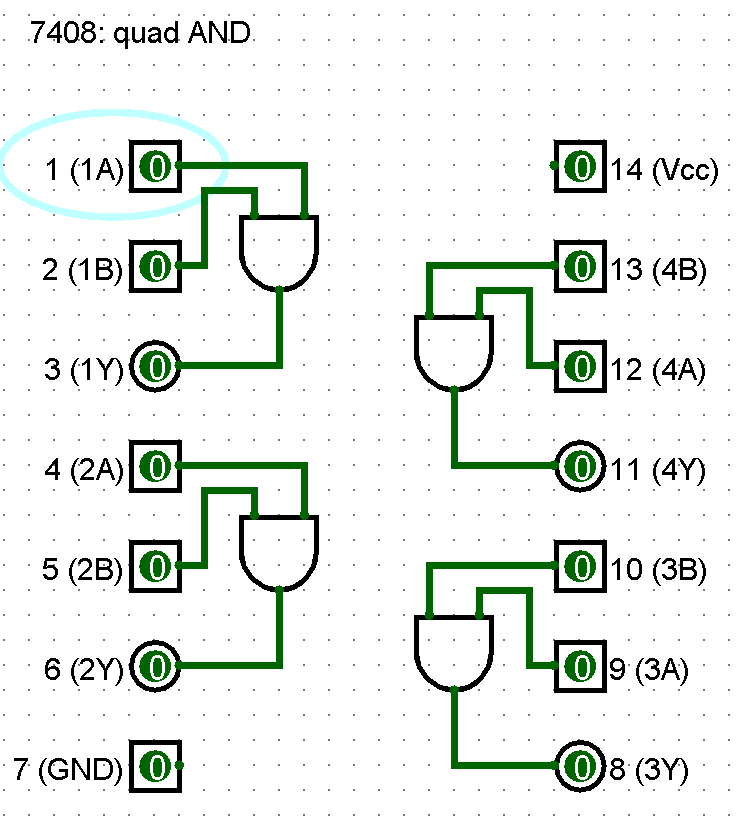 7408: quad AND
1 (1A) 0
0 14 (Vcc)
2 (1B) 0
0 13 (4B)
3 (1Y) 0
0 12 (4A)
4 (2A) 0
0 11 (4Y)
5 (2B) 0
0 10 (3B)
6 (2Y) 0
0 9 (3A)
7 (GND) 0
0 8 (3Y)